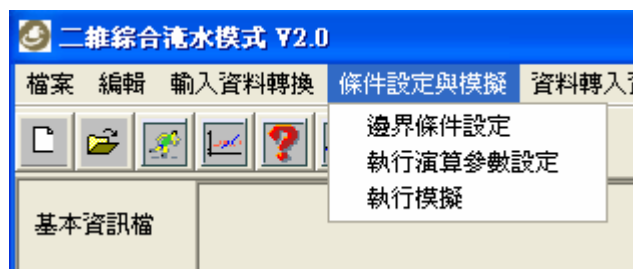 二維綜合淹水模式 V2.0
檔案 編輯 輸入資料轉換 條件設定與模擬 資料轉入
邊界條件設定
執行演算參數設定
執行模擬
基本資訊檔